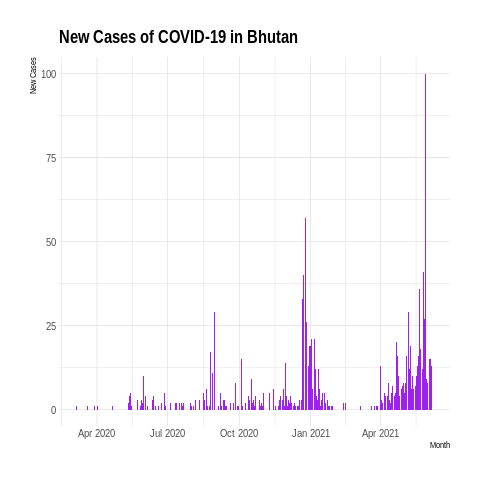 New Cases of COVID-19 in Bhutan
New Cases
100
75
50
25
0
Apr 2020 Jul 2020 Oct 2020 Jan 2021 Apr 2021
Month